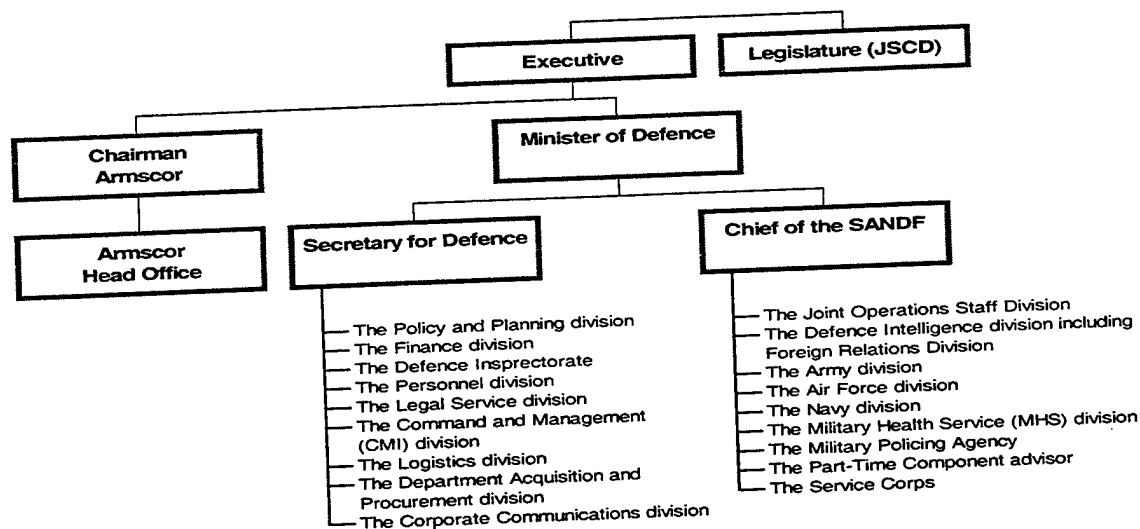 Executive
Legislature (JSCD)
Chairman
Armscor
Minister of Defence
Armscor
Head Office
Secretary for Defence
Chief of the SANDF
The Policy and Planning division
The Finance division
The Defence Insprectorate
The Personnel division
The Legal Service division
The Command and Management
(CMI) division
The Logistics division
The Department Acquisition and
Procurement division
The Corporate Communications division
The Joint Operations Staff Division
The Defence Intelligence division including
Foreign Relations Division
The Army division
The Air Force division
The Navy division
The Military Health Service (MHS) division
The Military Policing Agency
The Part-Time Component advisor
The Service Corps